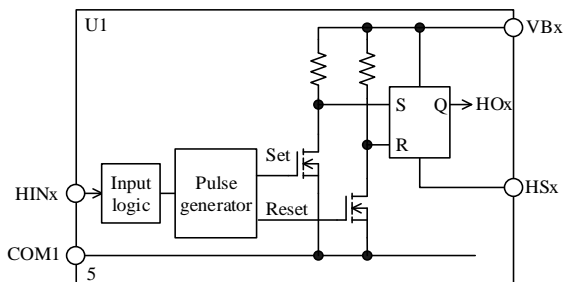 U1
VBx
S
Q
HOx
R
Set
HINx
Input
logic
Pulse
generator
HSx
Reset
COM1
5